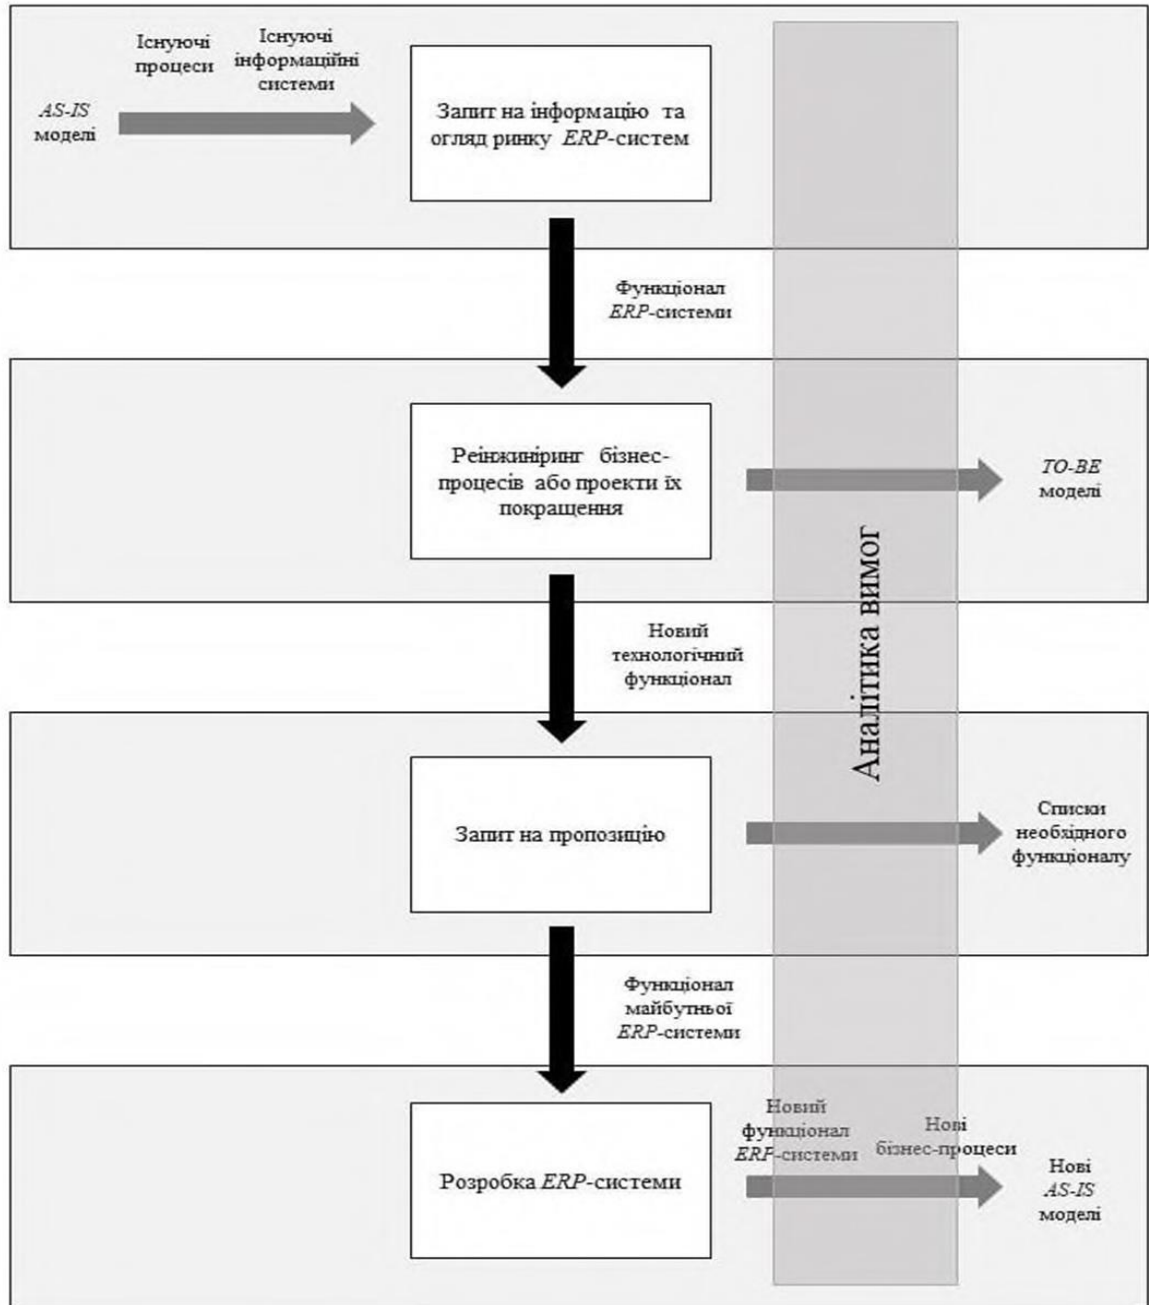 Існуючі
процеси
Існуючі
інформаційні
системи
AS-IS
моделі
Запит на інформацію та
огляд ринку ERP-систем
Функціонал
ERP-системи
Реінжиніринг бізнес-
процесів або проекти їх
покращення
TO-BE
моделі
Аналітика вимог
Новий
технологічний
функціонал
Запит на пропозицію
Списки
необхідного
функціоналу
Функціонал
майбутньої
ERP-системи
Розробка ERP-системи
Новий
функціонал
ERP-системи
Нові
бізнес-процеси
Нові
AS-IS
моделі